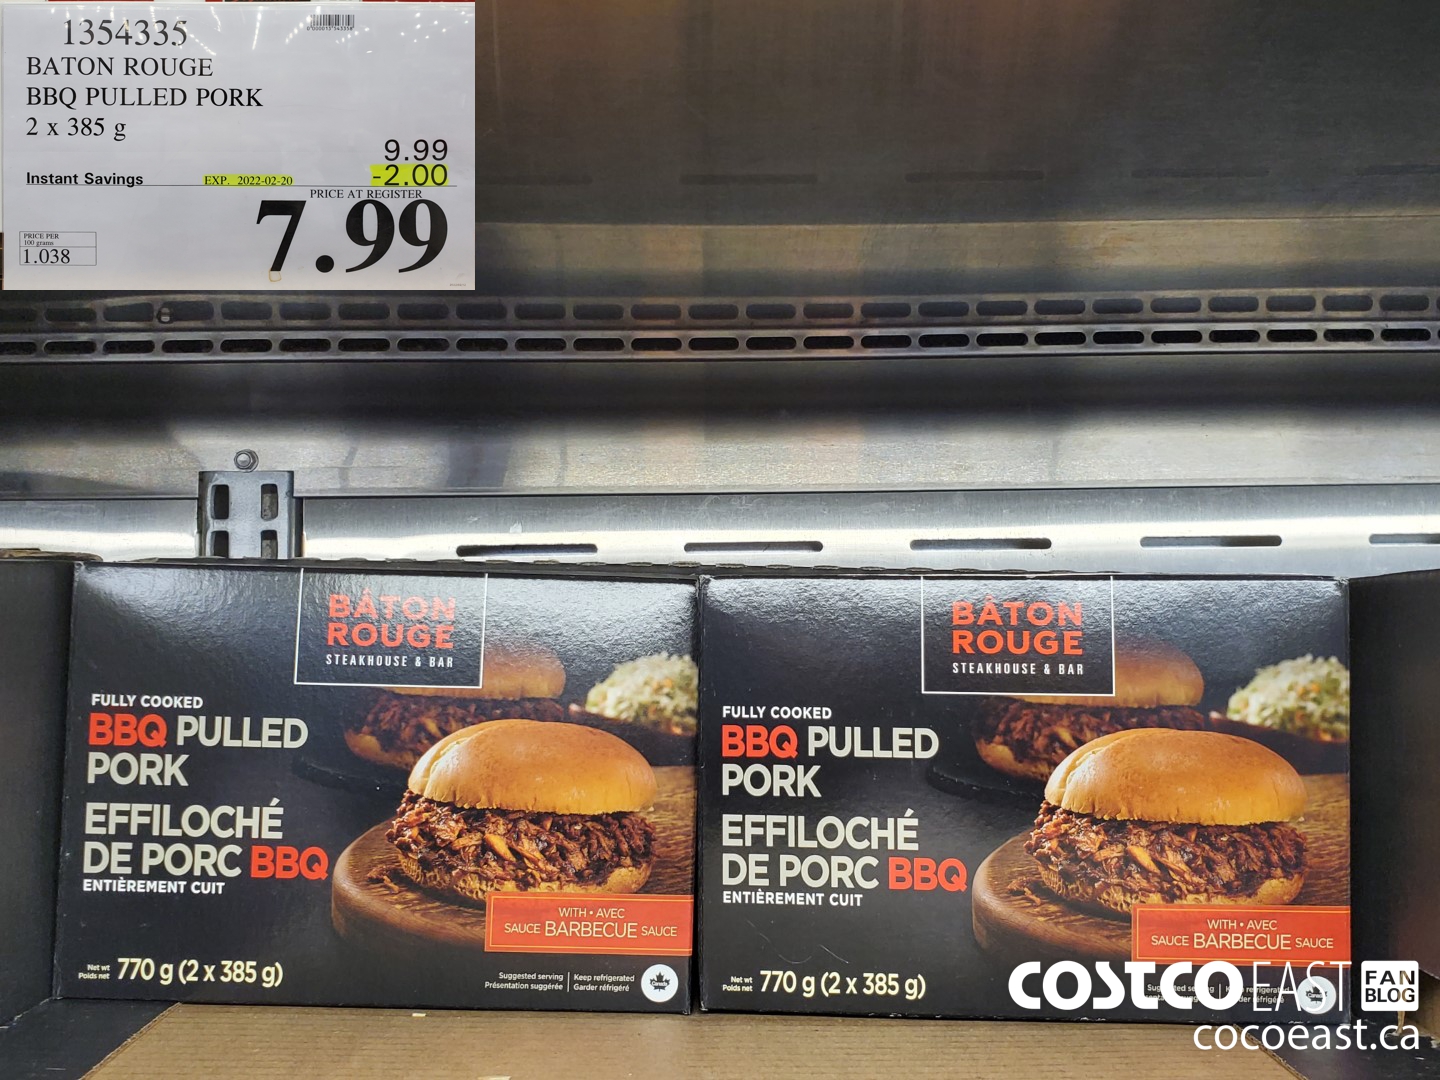 1354335
BATON ROUGE
BBQ PULLED PORK
2 x 385 g
9.99
Instant Savings EXP. 2022-02-20 -2.00
PRICE AT REGISTER
7.99
PRICE PER
100 grams
1.038
BÂTON
ROUGE
STEAKHOUSE & BAR
FULLY COOKED
BBQ PULLED
PORK
EFFILOCHÉ
DE PORC BBQ
ENTIÈREMENT CUIT
WITH • AVEC
SAUCE BARBECUE SAUCE
Net wt
Poids net 770 g (2 x 385 g)
Suggested serving | Keep refrigerated
Présentation suggérée | Garder réfrigéré
BÂTON
ROUGE
STEAKHOUSE & BAR
FULLY COOKED
BBQ PULLED
PORK
EFFILOCHÉ
DE PORC BBQ
ENTIÈREMENT CUIT
WITH • AVEC
SAUCE BARBECUE SAUCE
Net wt
Poids net 770 g (2 x 385 g)
COSTCO EAST FAN
BLOG
cocoeast.ca